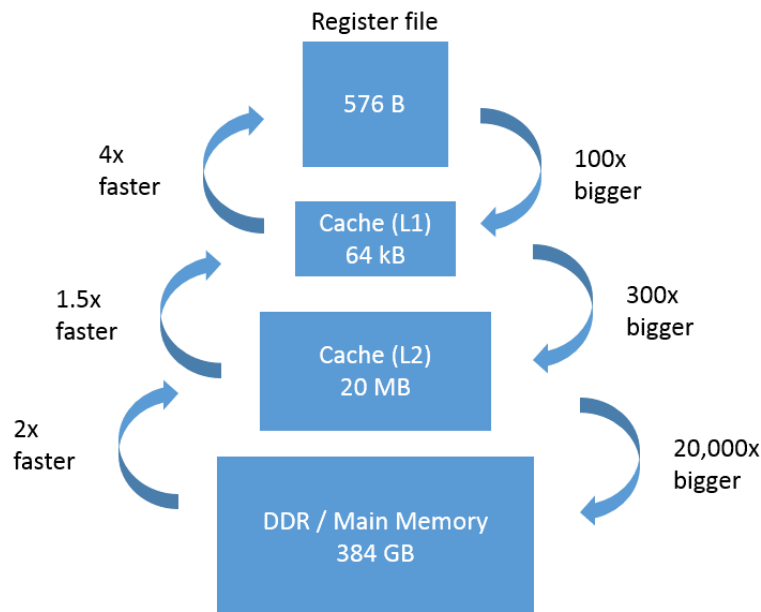 Register file
576 B
4x
faster
100x
bigger
Cache (L1)
64 kB
1.5x
faster
300x
bigger
Cache (L2)
20 MB
2x
faster
20,000x
bigger
DDR / Main Memory
384 GB